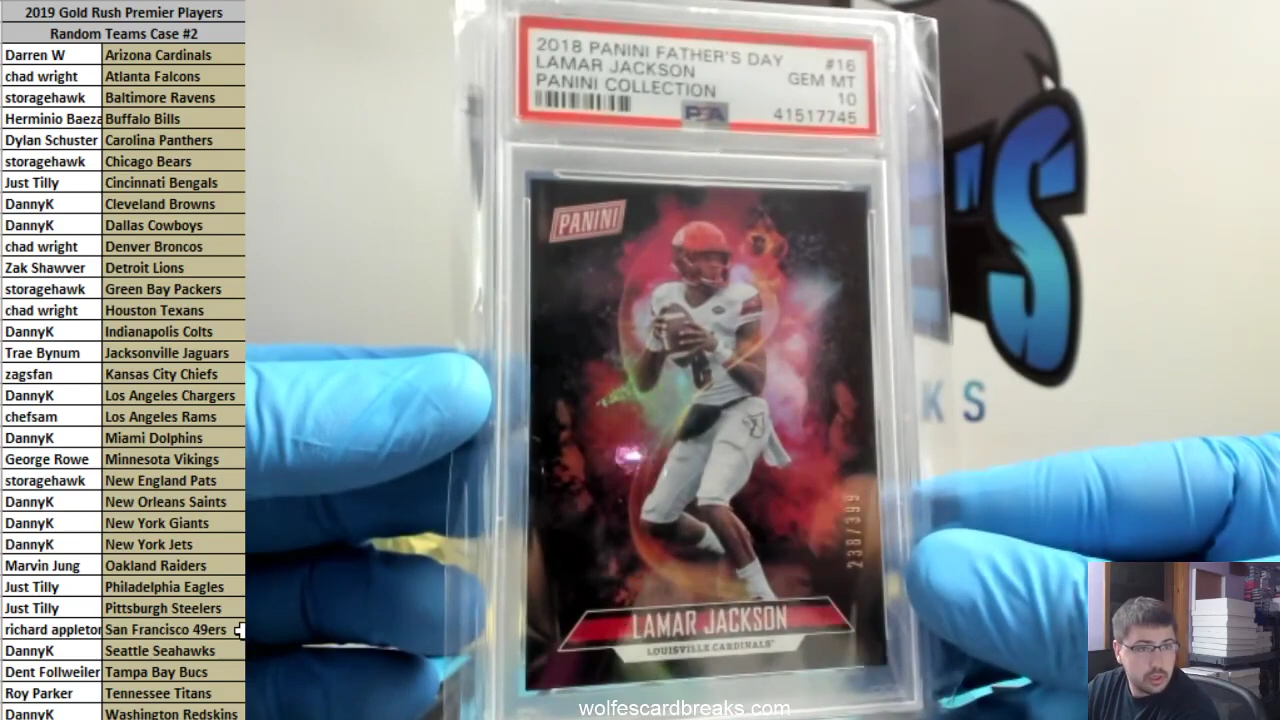 2019 Gold Rush Premier Players
Random Teams Case #2
Darren W Arizona Cardinals
chad wright Atlanta Falcons
storagehawk Baltimore Ravens
Herminio Baeza Buffalo Bills
Dylan Schuster Carolina Panthers
storagehawk Chicago Bears
Just Tilly Cincinnati Bengals
DannyK Cleveland Browns
DannyK Dallas Cowboys
chad wright Denver Broncos
Zak Shawver Detroit Lions
storagehawk Green Bay Packers
chad wright Houston Texans
DannyK Indianapolis Colts
Trae Bynum Jacksonville Jaguars
zagsfan Kansas City Chiefs
DannyK Los Angeles Chargers
chefsam Los Angeles Rams
DannyK Miami Dolphins
George Rowe Minnesota Vikings
storagehawk New England Pats
DannyK New Orleans Saints
DannyK New York Giants
DannyK New York Jets
Marvin Jung Oakland Raiders
Just Tilly Philadelphia Eagles
Just Tilly Pittsburgh Steelers
richard appleton San Francisco 49ers
DannyK Seattle Seahawks
Dent Follweiler Tampa Bay Bucs
Roy Parker Tennessee Titans
DannyK Washington Redskins
2018 PANINI FATHER'S DAY #16
LAMAR JACKSON GEM MT
PANINI COLLECTION 10
PSA 41517745
PANINI
238/399
LAMAR JACKSON
LOUISVILLE CARDINALS
'S
KS
wolfescardbreaks.com